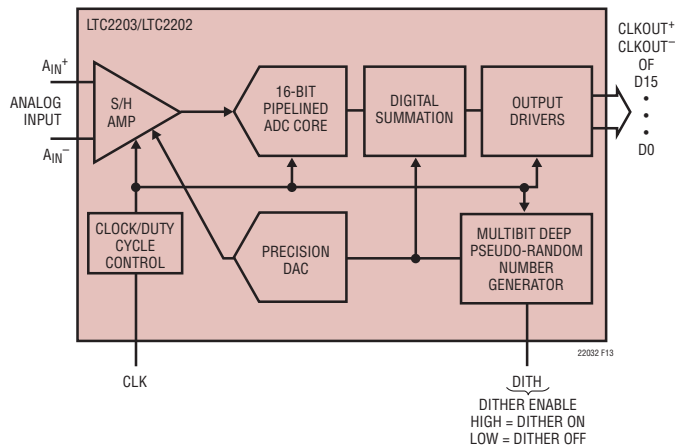 LTC2203/LTC2202
AIN+
ANALOG
INPUT
AIN−
S/H
AMP
16-BIT
PIPELINED
ADC CORE
DIGITAL
SUMMATION
OUTPUT
DRIVERS
CLKOUT+
CLKOUT−
OF
D15
•
•
•
D0
CLOCK/DUTY
CYCLE
CONTROL
PRECISION
DAC
MULTIBIT DEEP
PSEUDO-RANDOM
NUMBER
GENERATOR
22032 F13
CLK
DITH
DITHER ENABLE
HIGH = DITHER ON
LOW = DITHER OFF